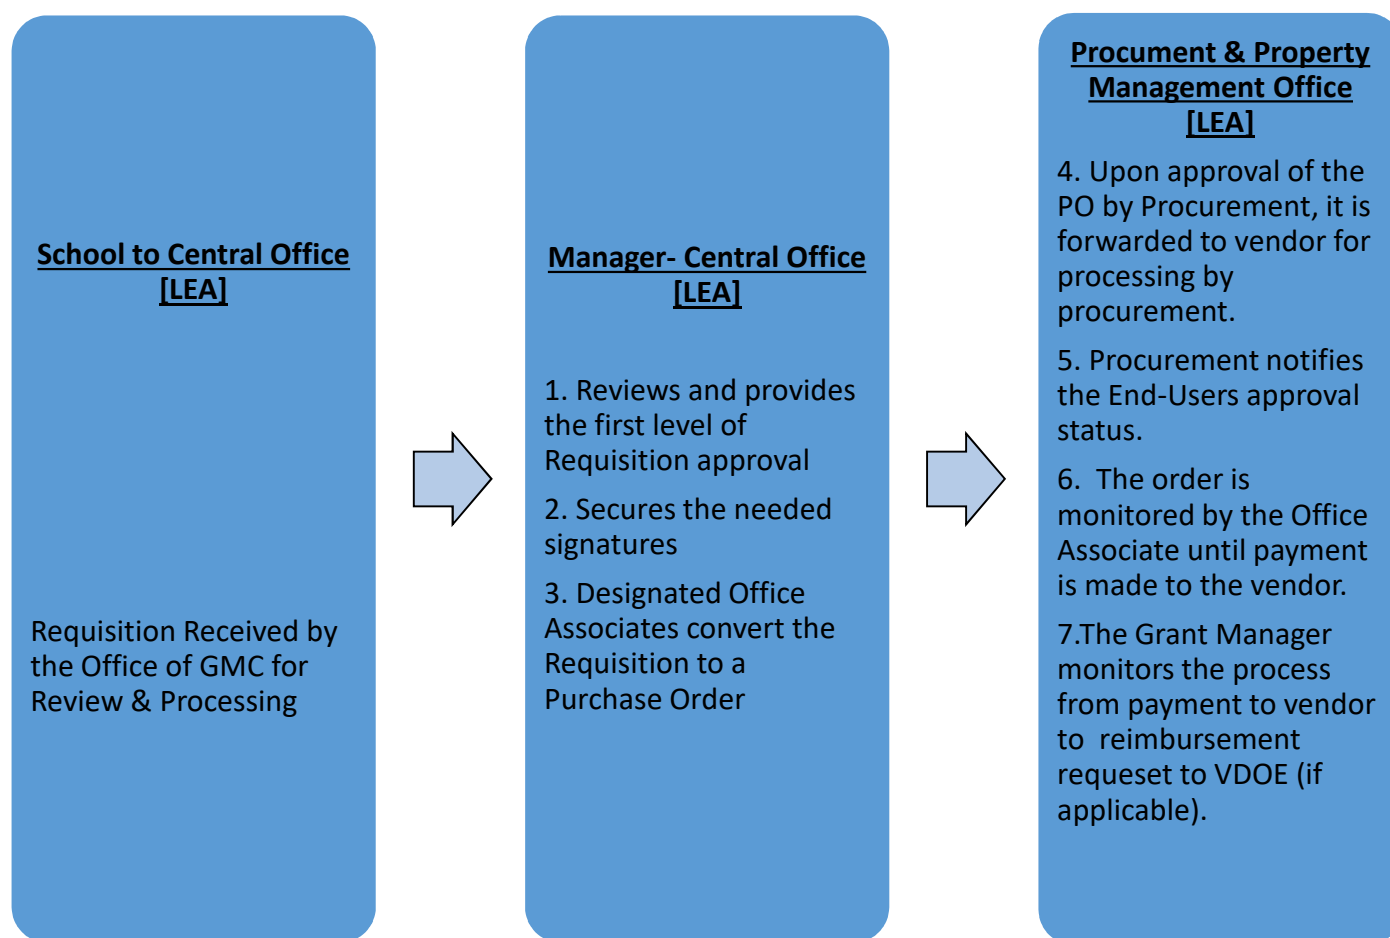 School to Central Office
[LEA]
Requisition Received by
the Office of GMC for
Review & Processing
Manager- Central Office
[LEA]
1. Reviews and provides
the first level of
Requisition approval
2. Secures the needed
signatures
3. Designated Office
Associates convert the
Requisition to a
Purchase Order
Procument & Property
Management Office
[LEA]
4. Upon approval of the
PO by Procurement, it is
forwarded to vendor for
processing by
procurement.
5. Procurement notifies
the End-Users approval
status.
6.  The order is
monitored by the Office
Associate until payment
is made to the vendor.
7.The Grant Manager
monitors the process
from payment to vendor
to  reimbursement
requeset to VDOE (if
applicable).